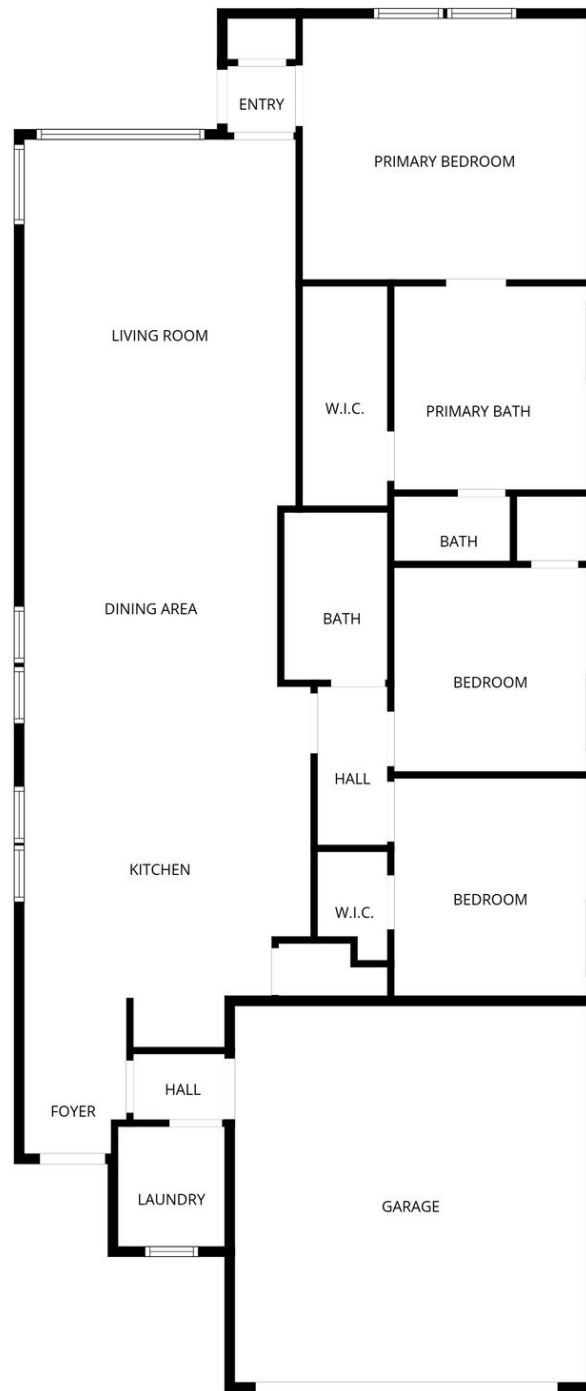 ENTRY
PRIMARY BEDROOM
LIVING ROOM
W.I.C.
PRIMARY BATH
BATH
DINING AREA
BATH
BEDROOM
HALL
KITCHEN
W.I.C.
BEDROOM
HALL
FOYER
LAUNDRY
GARAGE